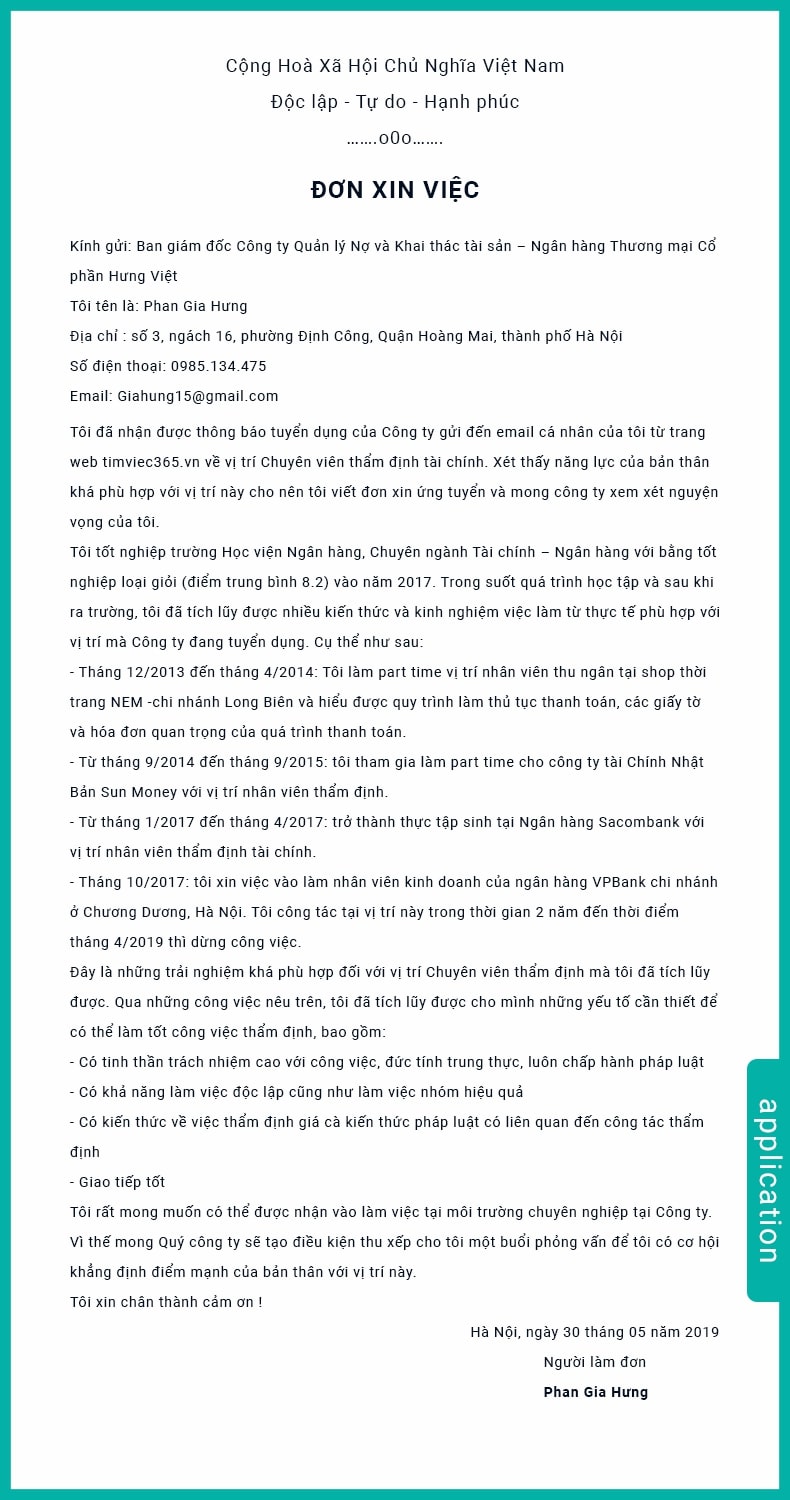 Cộng Hoà Xã Hội Chủ Nghĩa Việt Nam
Độc lập - Tự do - Hạnh phúc
.......o0o.......
ĐƠN XIN VIỆC
Kính gửi: Ban giám đốc Công ty Quản lý Nợ và Khai thác tài sản – Ngân hàng Thương mại Cổ
phần Hưng Việt
Tôi tên là: Phan Gia Hưng
Địa chỉ : số 3, ngách 16, phường Định Công, Quận Hoàng Mai, thành phố Hà Nội
Số điện thoại: 0985.134.475
Email: Giahung15@gmail.com
Tôi đã nhận được thông báo tuyển dụng của Công ty gửi đến email cá nhân của tôi từ trang
web timviec365.vn về vị trí Chuyên viên thẩm định tài chính. Xét thấy năng lực của bản thân
khá phù hợp với vị trí này cho nên tôi viết đơn xin ứng tuyển và mong công ty xem xét nguyện
vọng của tôi.
Tôi tốt nghiệp trường Học viện Ngân hàng, Chuyên ngành Tài chính – Ngân hàng với bằng tốt
nghiệp loại giỏi (điểm trung bình 8.2) vào năm 2017. Trong suốt quá trình học tập và sau khi
ra trường, tôi đã tích lũy được nhiều kiến thức và kinh nghiệm việc làm từ thực tế phù hợp với
vị trí mà Công ty đang tuyển dụng. Cụ thể như sau:
- Tháng 12/2013 đến tháng 4/2014: Tôi làm part time vị trí nhân viên thu ngân tại shop thời
trang NEM -chi nhánh Long Biên và hiểu được quy trình làm thủ tục thanh toán, các giấy tờ
và hóa đơn quan trọng của quá trình thanh toán.
- Từ tháng 9/2014 đến tháng 9/2015: tôi tham gia làm part time cho công ty tài Chính Nhật
Bản Sun Money với vị trí nhân viên thẩm định.
- Từ tháng 1/2017 đến tháng 4/2017: trở thành thực tập sinh tại Ngân hàng Sacombank với
vị trí nhân viên thẩm định tài chính.
- Tháng 10/2017: tôi xin việc vào làm nhân viên kinh doanh của ngân hàng VPBank chi nhánh
ở Chương Dương, Hà Nội. Tôi công tác tại vị trí này trong thời gian 2 năm đến thời điểm
tháng 4/2019 thì dừng công việc.
Đây là những trải nghiệm khá phù hợp đối với vị trí Chuyên viên thẩm định mà tôi đã tích lũy
được. Qua những công việc nêu trên, tôi đã tích lũy được cho mình những yếu tố cần thiết để
có thể làm tốt công việc thẩm định, bao gồm:
- Có tinh thần trách nhiệm cao với công việc, đức tính trung thực, luôn chấp hành pháp luật
- Có khả năng làm việc độc lập cũng như làm việc nhóm hiệu quả
- Có kiến thức về việc thẩm định giá cà kiến thức pháp luật có liên quan đến công tác thẩm
định
- Giao tiếp tốt
Tôi rất mong muốn có thể được nhận vào làm việc tại môi trường chuyên nghiệp tại Công ty.
Vì thế mong Quý công ty sẽ tạo điều kiện thu xếp cho tôi một buổi phỏng vấn để tôi có cơ hội
khẳng định điểm mạnh của bản thân với vị trí này.
Tôi xin chân thành cảm ơn !
Hà Nội, ngày 30 tháng 05 năm 2019
Người làm đơn
Phan Gia Hưng
application